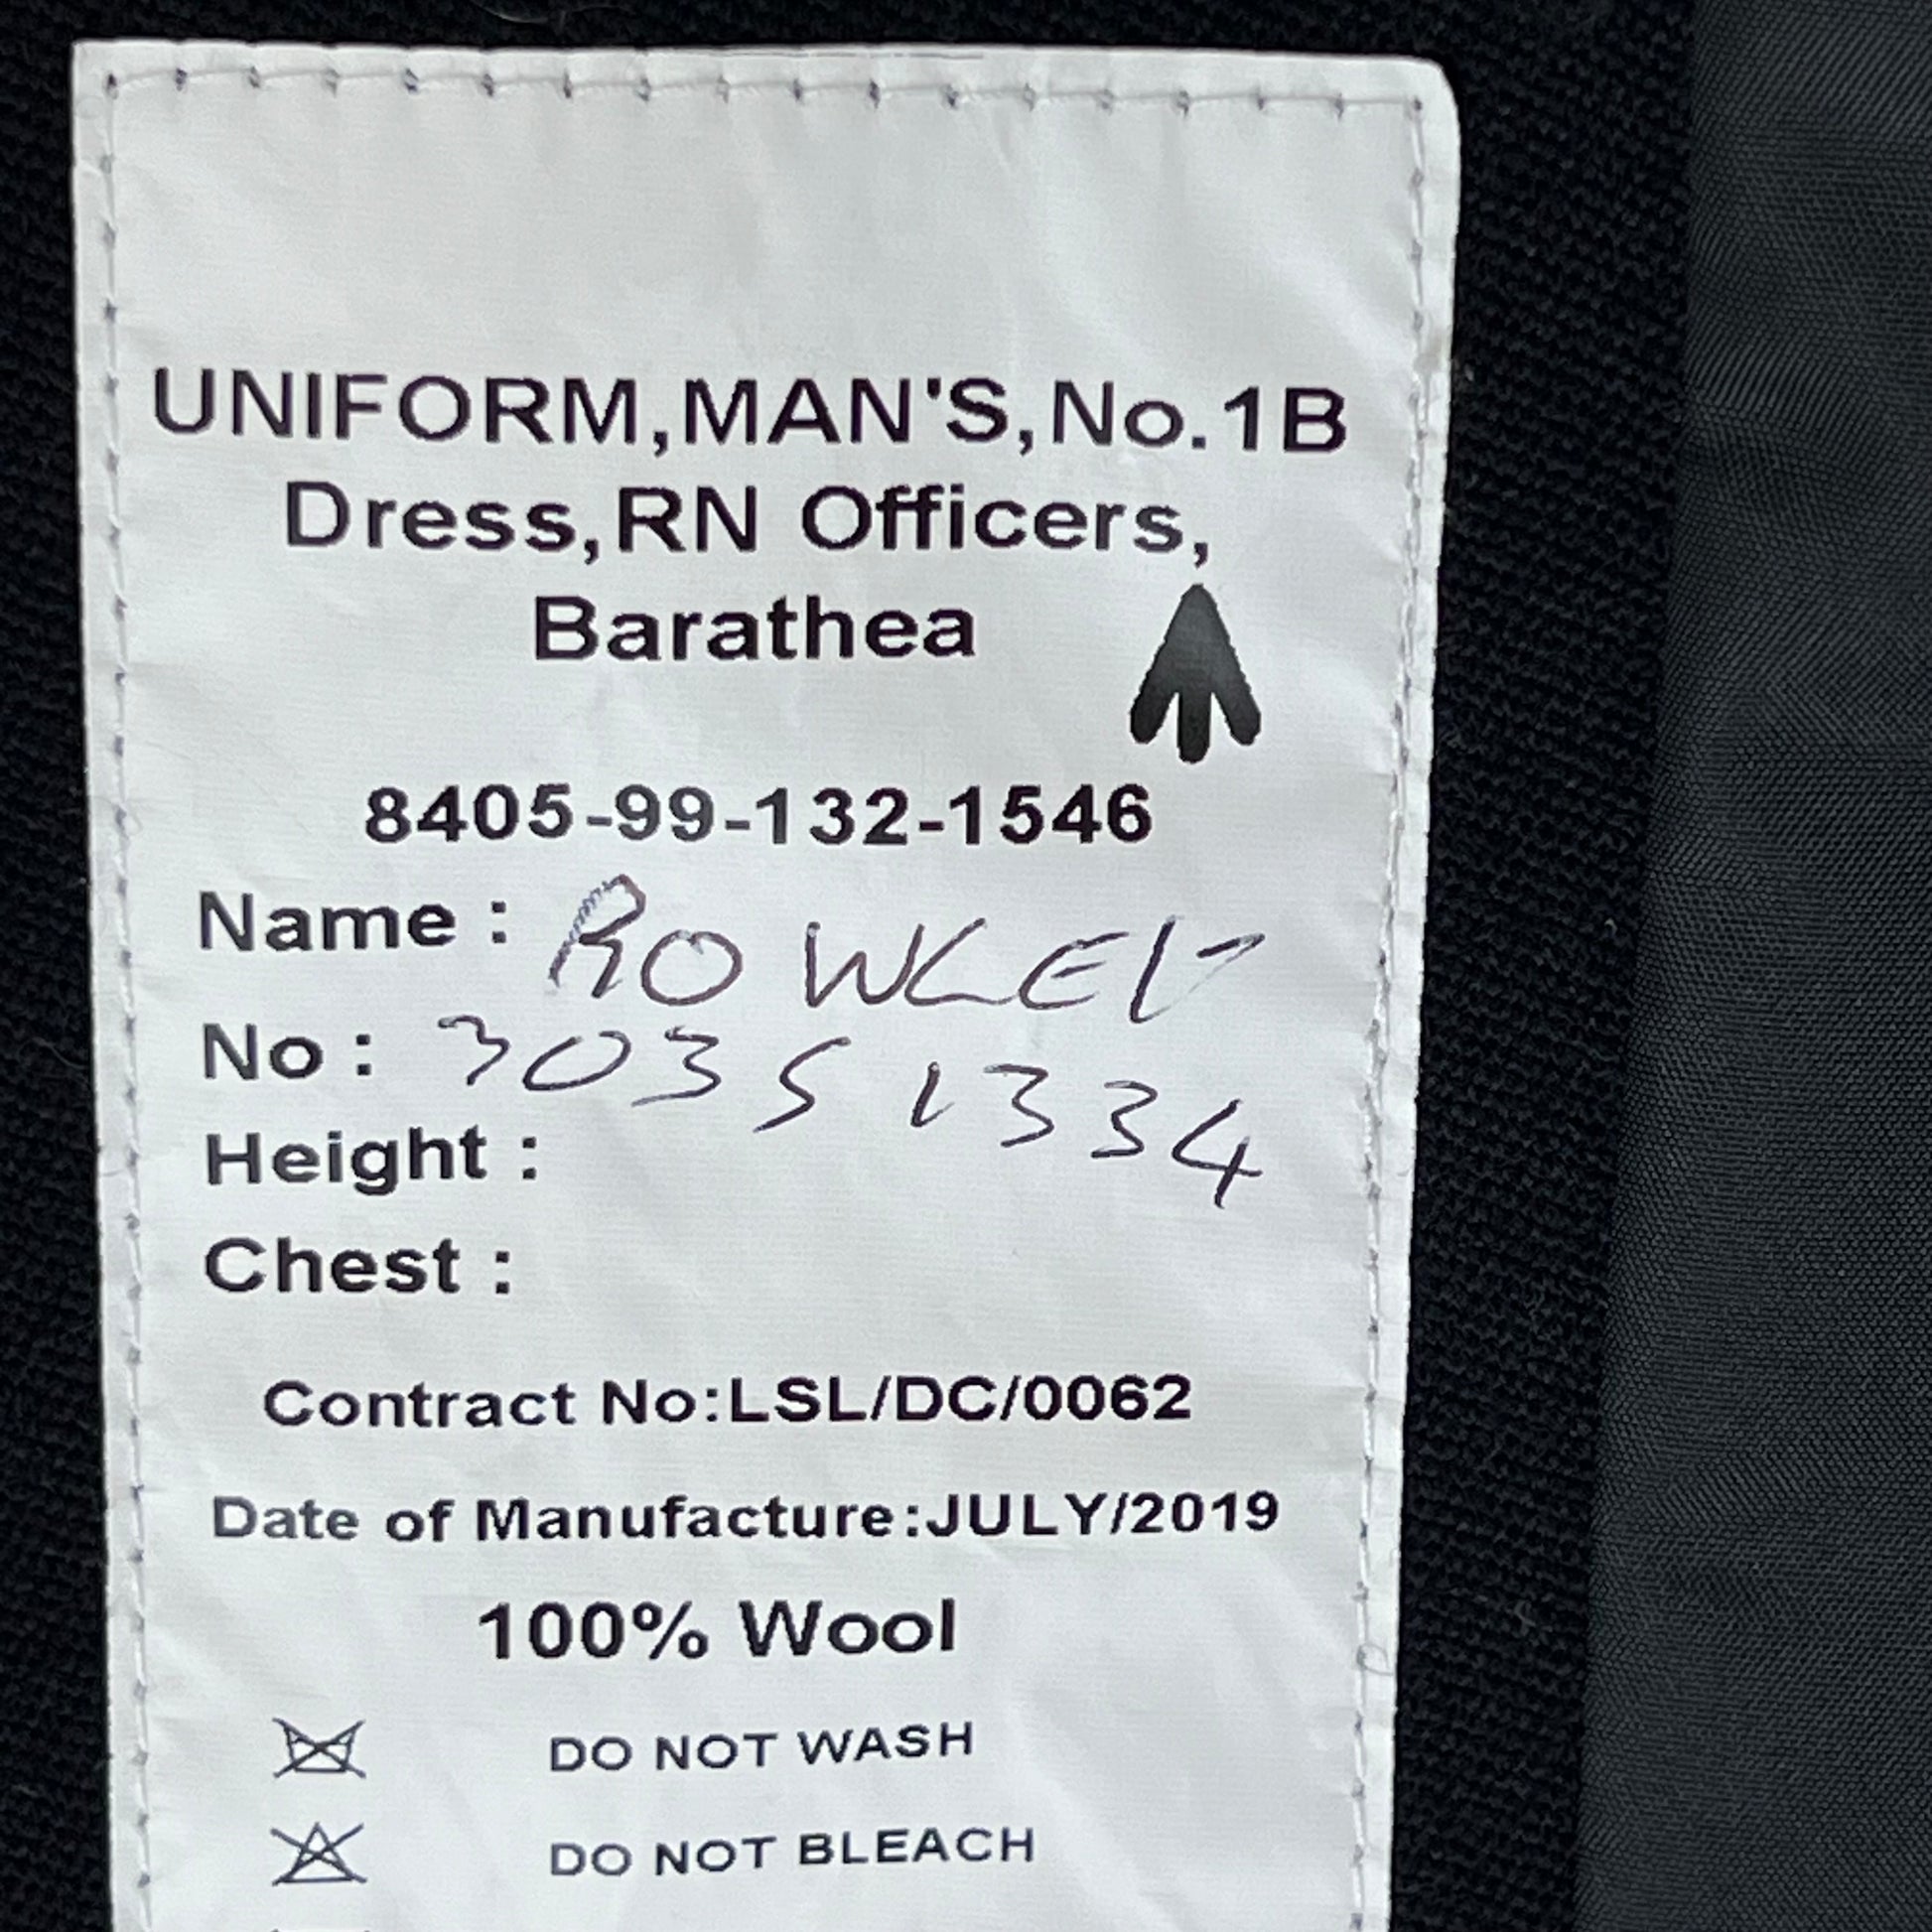 UNIFORM,MAN'S,No.1B
Dress,RN Officers,
Barathea
8405-99-132-1546
Name : ROWLEY
No : 30351334
Height :
Chest :
Contract No:LSL/DC/0062
Date of Manufacture:JULY/2019
100% Wool
DO NOT WASH
DO NOT BLEACH